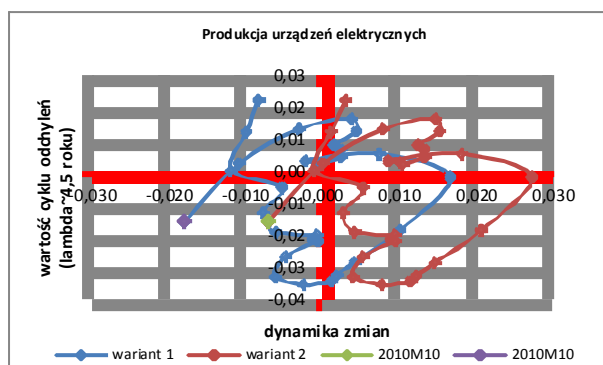 Produkcja urządzeń elektrycznych
wartość cyklu oddhyleń
(lambda~4,5 roku)
0,03
0,02
0,01
0,00
-0,01
-0,02
-0,03
-0,04
-0,030 -0,020 -0,010 0,000 0,010 0,020 0,030
dynamika zmian
wariant 1 wariant 2 2010M10 2010M10